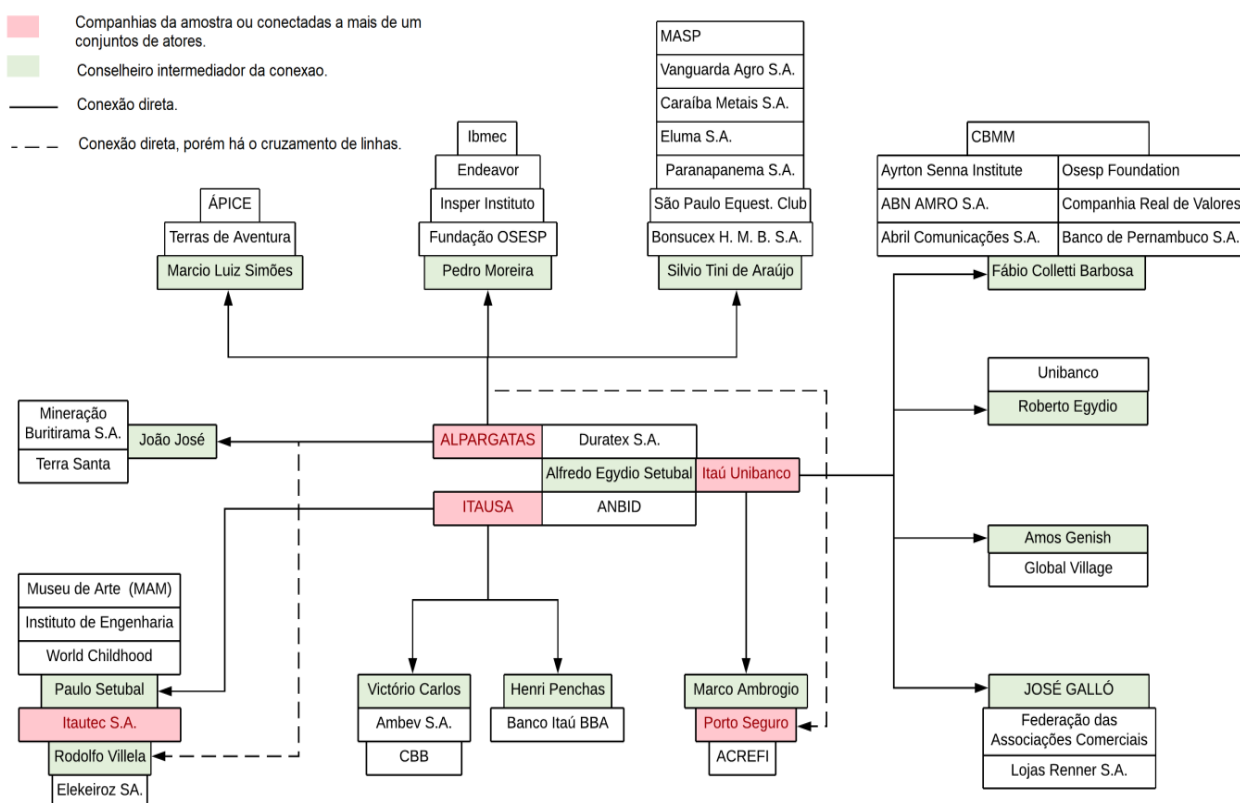 Companhias da amostra ou conectadas a mais de um
conjuntos de atores.
Conselheiro intermediador da conexao.
Conexão direta.
Conexão direta, porém há o cruzamento de linhas.
ÁPICE
Terras de Aventura
Marcio Luiz Simões
Ibmec
Endeavor
Insper Instituto
Fundação OSESP
Pedro Moreira
MASP
Vanguarda Agro S.A.
Caraíba Metais S.A.
Eluma S.A.
Paranapanema S.A.
São Paulo Equest. Club
Bonsucex H. M. B. S.A.
Silvio Tini de Araújo
CBMM
Ayrton Senna Institute
Osesp Foundation
ABN AMRO S.A.
Companhia Real de Valores
Abril Comunicações S.A.
Banco de Pernambuco S.A.
Fábio Colletti Barbosa
Unibanco
Roberto Egydio
Mineração
Buritirama S.A.
Terra Santa
João José
ALPARGATAS
Duratex S.A.
Alfredo Egydio Setubal
Itaú Unibanco
ITAUSA
ANBID
Amos Genish
Global Village
Museu de Arte (MAM)
Instituto de Engenharia
World Childhood
Paulo Setubal
Itautec S.A.
Rodolfo Villela
Elekeiroz SA.
Victório Carlos
Ambev S.A.
CBB
Henri Penchas
Banco Itaú BBA
Marco Ambrogio
Porto Seguro
ACREFI
JOSÉ GALLÓ
Federação das
Associações Comerciais
Lojas Renner S.A.